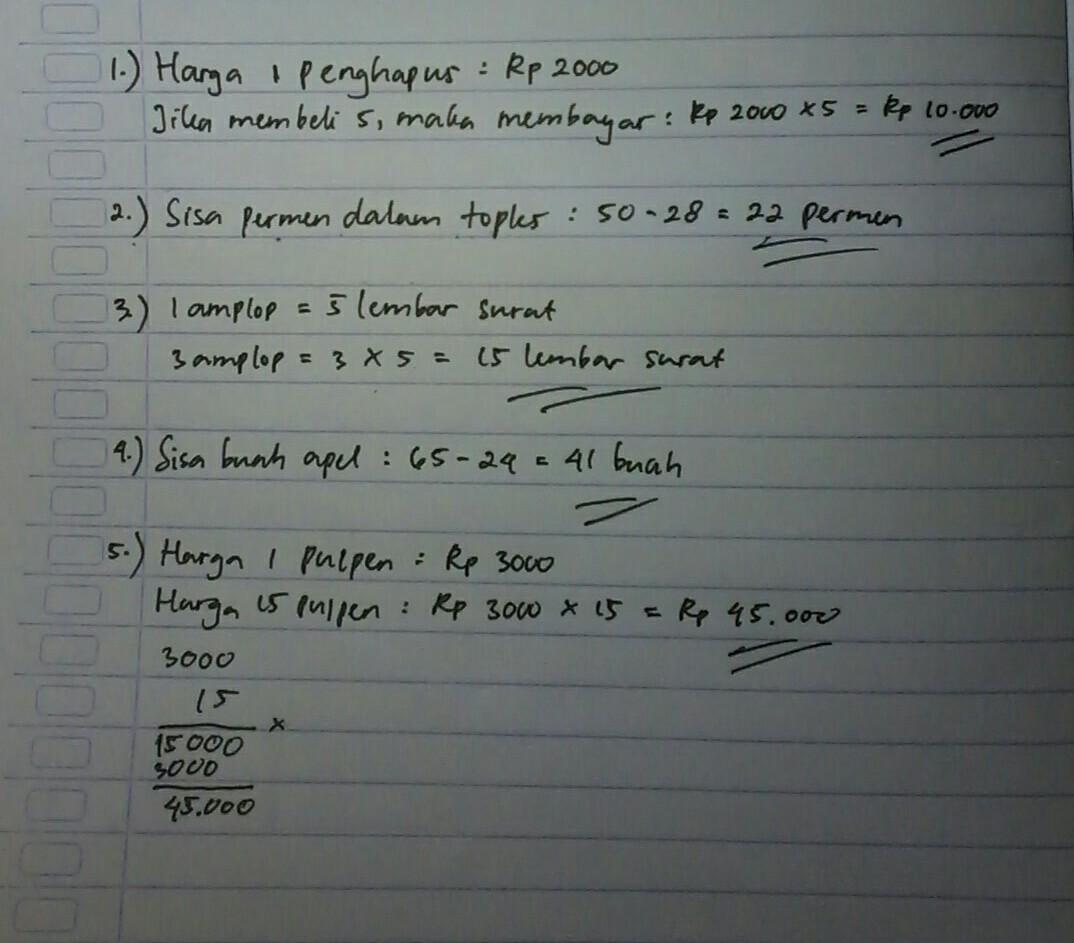 1.) Harga 1 penghapus : Rp 2000
Jika membeli 5, maka membayar : Rp 2000 x 5 = Rp 10.000
2.) Sisa permen dalam toples : 50 - 28 = 22 permen
3) 1 amplop = 5 lembar surat
3 amplop = 3 x 5 = 15 lembar surat
4.) Sisa buah apel : 65 - 24 = 41 buah
5.) Harga 1 pulpen : Rp 3000
Harga 15 pulpen : Rp 3000 x 15 = Rp 45.000
3000
15
x
15000
3000
45.000